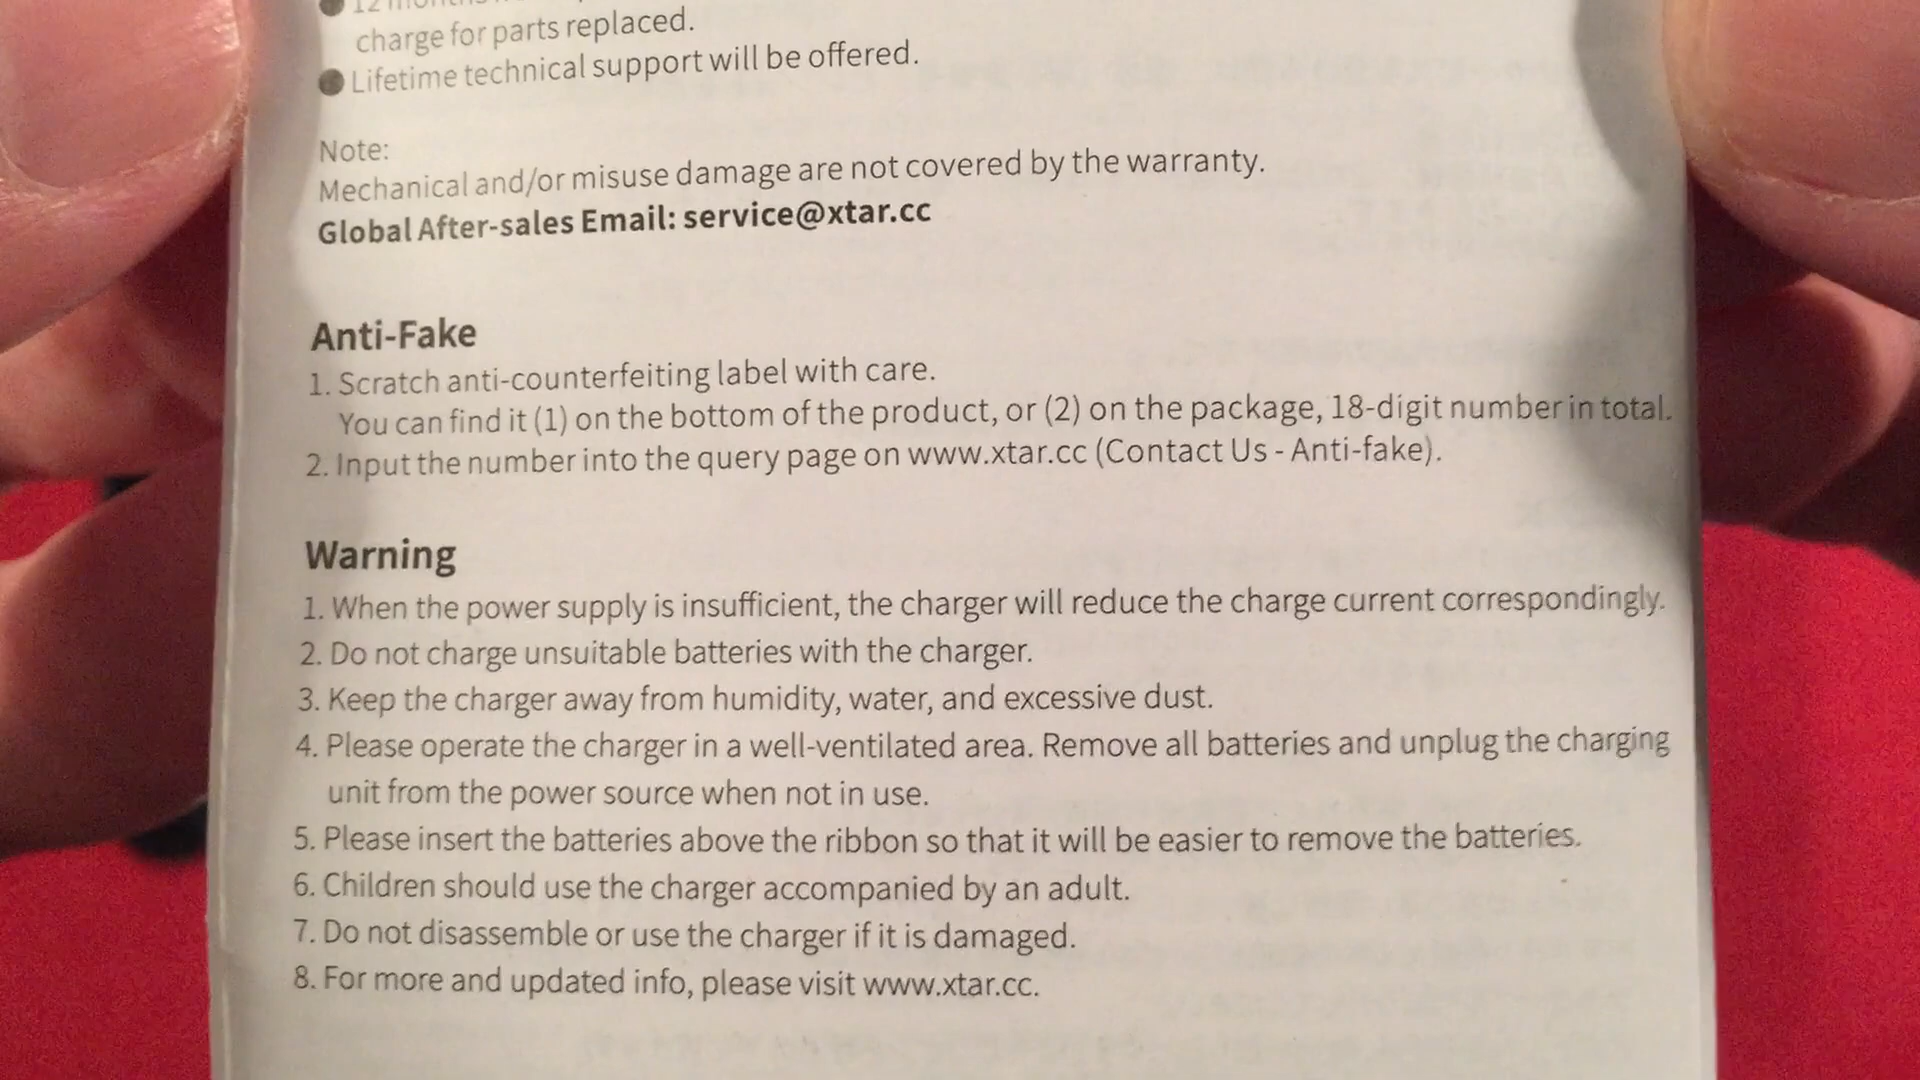 ● 12 months
charge for parts replaced.
● Lifetime technical support will be offered.
Note:
Mechanical and/or misuse damage are not covered by the warranty.
Global After-sales Email: service@xtar.cc
Anti-Fake
1. Scratch anti-counterfeiting label with care.
You can find it (1) on the bottom of the product, or (2) on the package, 18-digit number in total.
2. Input the number into the query page on www.xtar.cc (Contact Us - Anti-fake).
Warning
1. When the power supply is insufficient, the charger will reduce the charge current correspondingly.
2. Do not charge unsuitable batteries with the charger.
3. Keep the charger away from humidity, water, and excessive dust.
4. Please operate the charger in a well-ventilated area. Remove all batteries and unplug the charging
unit from the power source when not in use.
5. Please insert the batteries above the ribbon so that it will be easier to remove the batteries.
6. Children should use the charger accompanied by an adult.
7. Do not disassemble or use the charger if it is damaged.
8. For more and updated info, please visit www.xtar.cc.